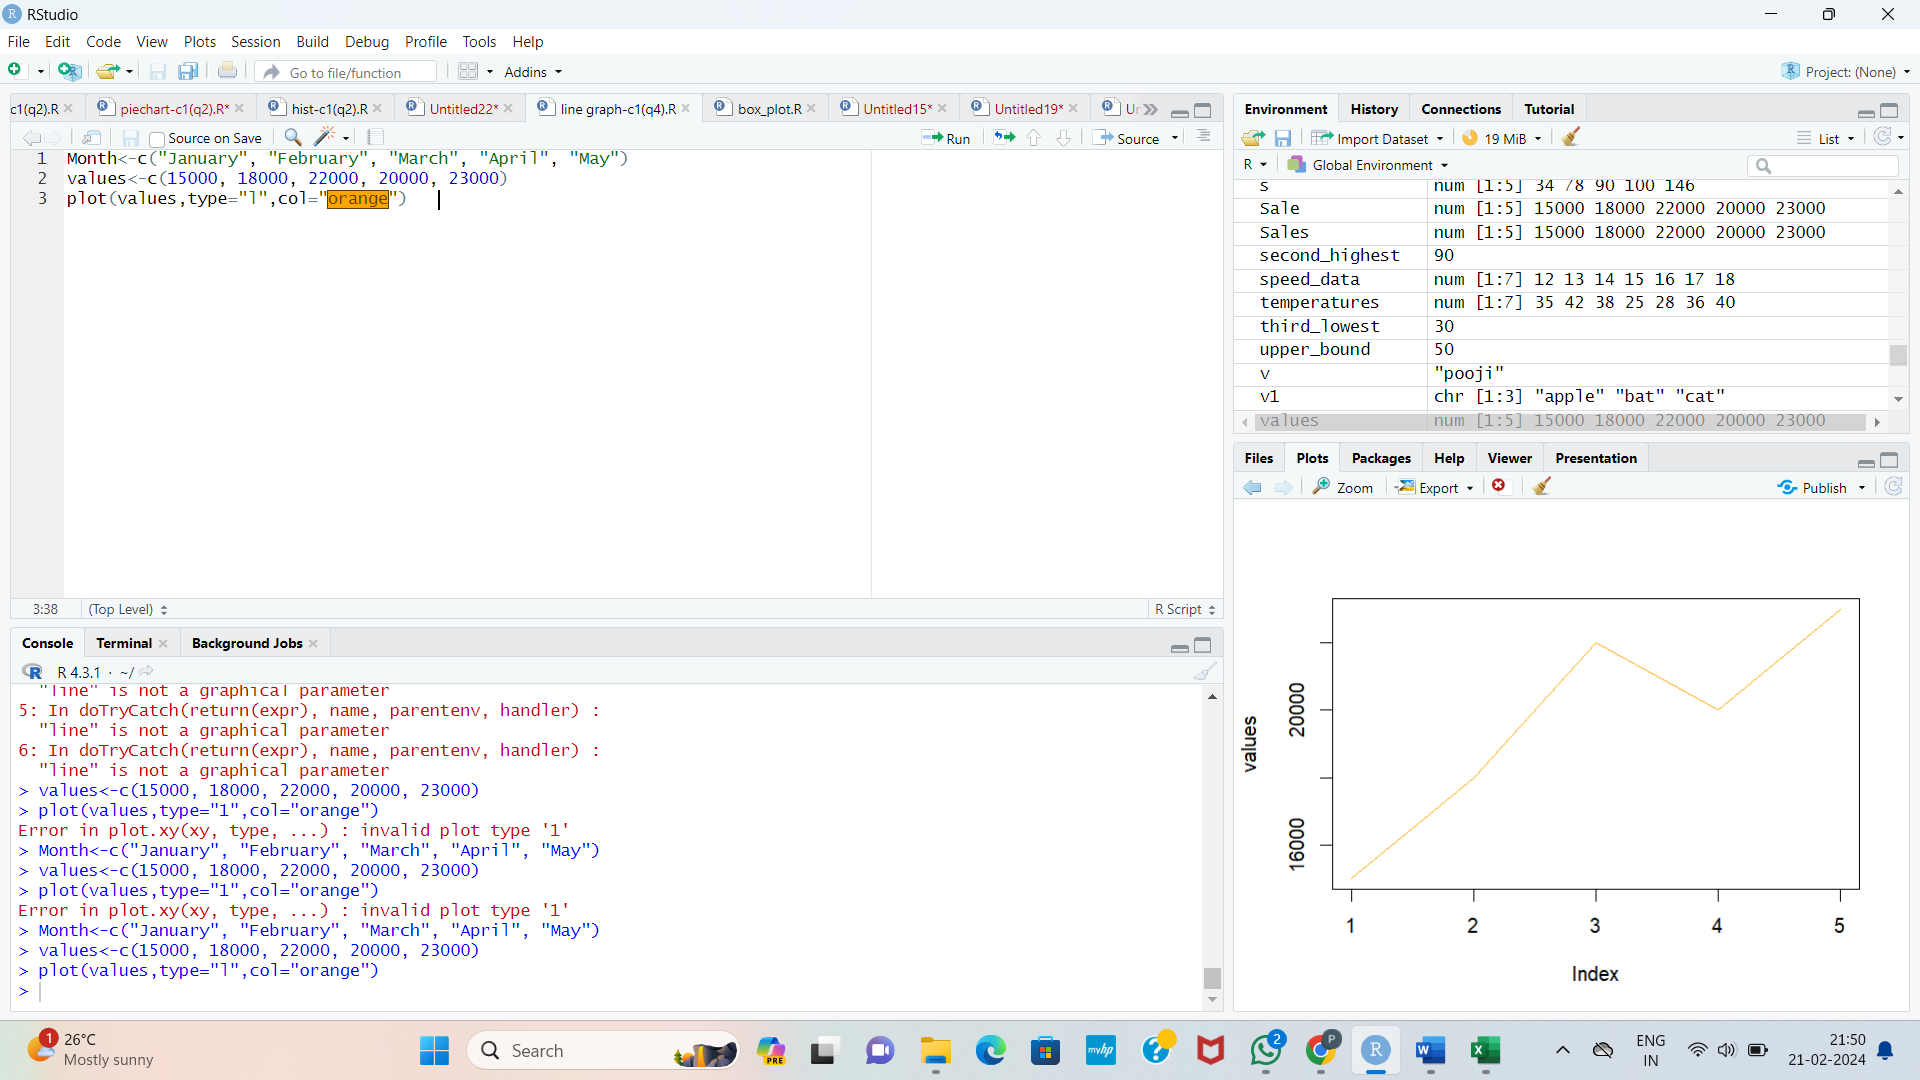 RStudio
File Edit Code View Plots Session Build Debug Profile Tools Help
Go to file/function Addins Project: (None)
c1(q2).R piechart-c1(q2).R* hist-c1(q2).R Untitled22* line graph-c1(q4).R box_plot.R Untitled15* Untitled19* Ur
Source on Save Run Source
1 Month<-c("January", "February", "March", "April", "May")
2 values<-c(15000, 18000, 22000, 20000, 23000)
3 plot(values,type="l",col="orange")
3:38 (Top Level) R Script
Console Terminal Background Jobs
R 4.3.1 · ~/
"line" is not a graphical parameter
5: In doTryCatch(return(expr), name, parentenv, handler) :
"line" is not a graphical parameter
6: In doTryCatch(return(expr), name, parentenv, handler) :
"line" is not a graphical parameter
> values<-c(15000, 18000, 22000, 20000, 23000)
> plot(values,type="1",col="orange")
Error in plot.xy(xy, type, ...) : invalid plot type '1'
> Month<-c("January", "February", "March", "April", "May")
> values<-c(15000, 18000, 22000, 20000, 23000)
> plot(values,type="1",col="orange")
Error in plot.xy(xy, type, ...) : invalid plot type '1'
> Month<-c("January", "February", "March", "April", "May")
> values<-c(15000, 18000, 22000, 20000, 23000)
> plot(values,type="l",col="orange")
>
Environment History Connections Tutorial
Import Dataset 19 MiB List
R Global Environment
s num [1:5] 34 78 90 100 146
Sale num [1:5] 15000 18000 22000 20000 23000
Sales num [1:5] 15000 18000 22000 20000 23000
second_highest 90
speed_data num [1:7] 12 13 14 15 16 17 18
temperatures num [1:7] 35 42 38 25 28 36 40
third_lowest 30
upper_bound 50
v "pooji"
v1 chr [1:3] "apple" "bat" "cat"
values num [1:5] 15000 18000 22000 20000 23000
Files Plots Packages Help Viewer Presentation
Zoom Export Publish
values
20000
16000
1 2 3 4 5
Index
1 26°C
Mostly sunny
Search
PRE
myhp
2
P
R
W
X
ENG
IN
21:50
21-02-2024